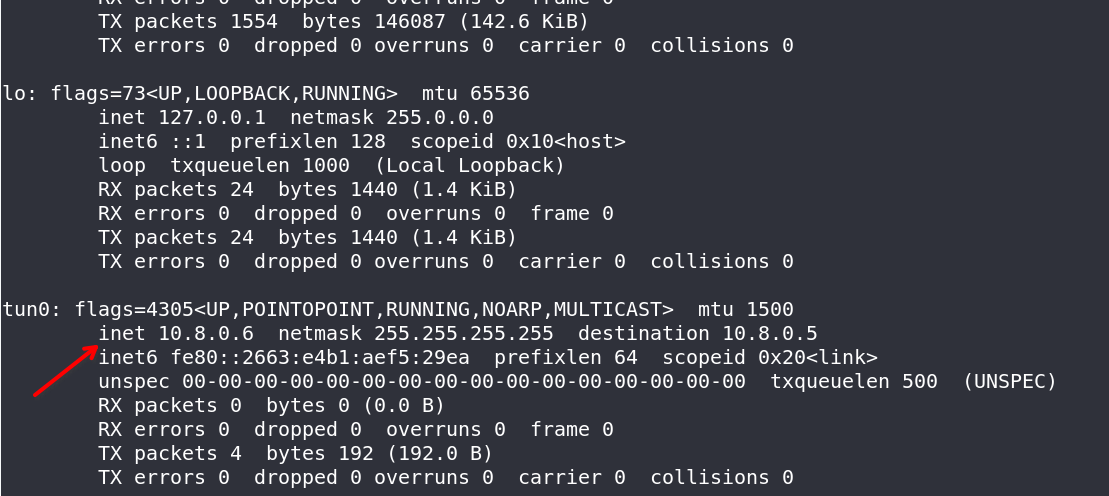 TX packets 1554  bytes 146087 (142.6 KiB)
TX errors 0  dropped 0 overruns 0  carrier 0  collisions 0
lo: flags=73<UP,LOOPBACK,RUNNING>  mtu 65536
inet 127.0.0.1  netmask 255.0.0.0
inet6 ::1  prefixlen 128  scopeid 0x10<host>
loop  txqueuelen 1000  (Local Loopback)
RX packets 24  bytes 1440 (1.4 KiB)
RX errors 0  dropped 0  overruns 0  frame 0
TX packets 24  bytes 1440 (1.4 KiB)
TX errors 0  dropped 0 overruns 0  carrier 0  collisions 0
tun0: flags=4305<UP,POINTOPOINT,RUNNING,NOARP,MULTICAST>  mtu 1500
inet 10.8.0.6  netmask 255.255.255.255  destination 10.8.0.5
inet6 fe80::2663:e4b1:aef5:29ea  prefixlen 64  scopeid 0x20<link>
unspec 00-00-00-00-00-00-00-00-00-00-00-00-00-00-00-00  txqueuelen 500  (UNSPEC)
RX packets 0  bytes 0 (0.0 B)
RX errors 0  dropped 0  overruns 0  frame 0
TX packets 4  bytes 192 (192.0 B)
TX errors 0  dropped 0 overruns 0  carrier 0  collisions 0